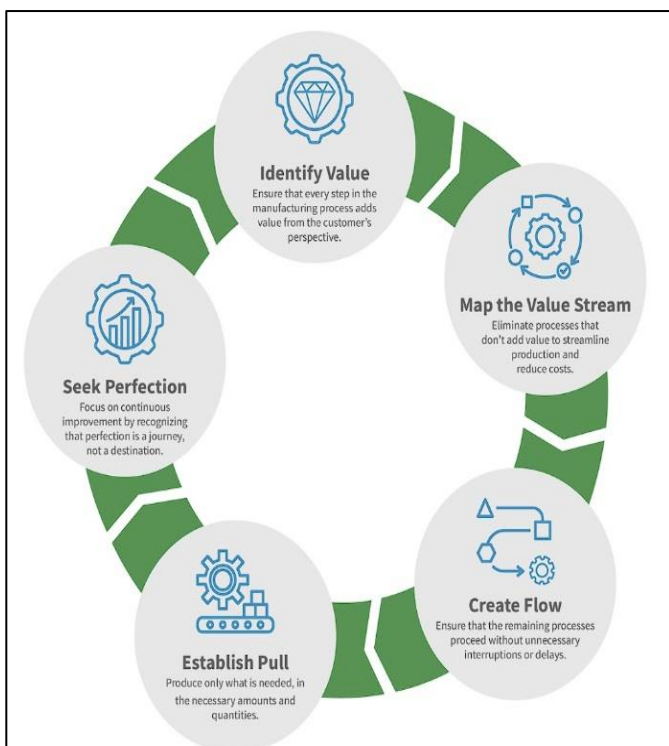 Identify Value
Ensure that every step in the
manufacturing process adds
value from the customer's
perspective.
Map the Value Stream
Eliminate processes that
don't add value to streamline
production and
reduce costs.
Create Flow
Ensure that the remaining processes
proceed without unnecessary
interruptions or delays.
Establish Pull
Produce only what is needed, in
the necessary amounts and
quantities.
Seek Perfection
Focus on continuous
improvement by recognizing
that perfection is a journey,
not a destination.